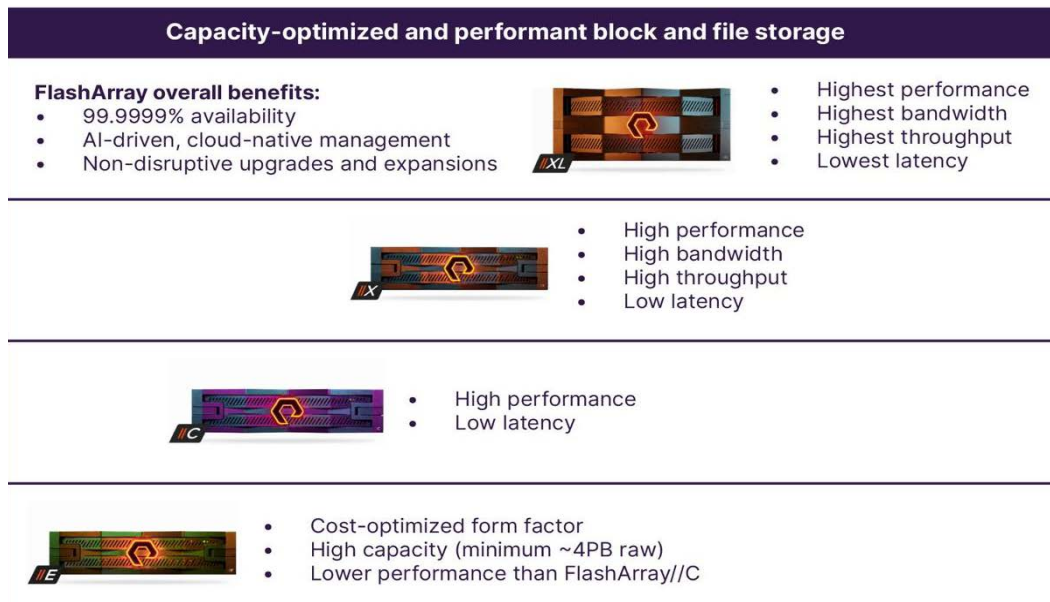 Capacity-optimized and performant block and file storage
FlashArray overall benefits:
• 99.9999% availability
• AI-driven, cloud-native management
• Non-disruptive upgrades and expansions
//XL
• Highest performance
• Highest bandwidth
• Highest throughput
• Lowest latency
//X
• High performance
• High bandwidth
• High throughput
• Low latency
//C
• High performance
• Low latency
//E
• Cost-optimized form factor
• High capacity (minimum ~4PB raw)
• Lower performance than FlashArray//C